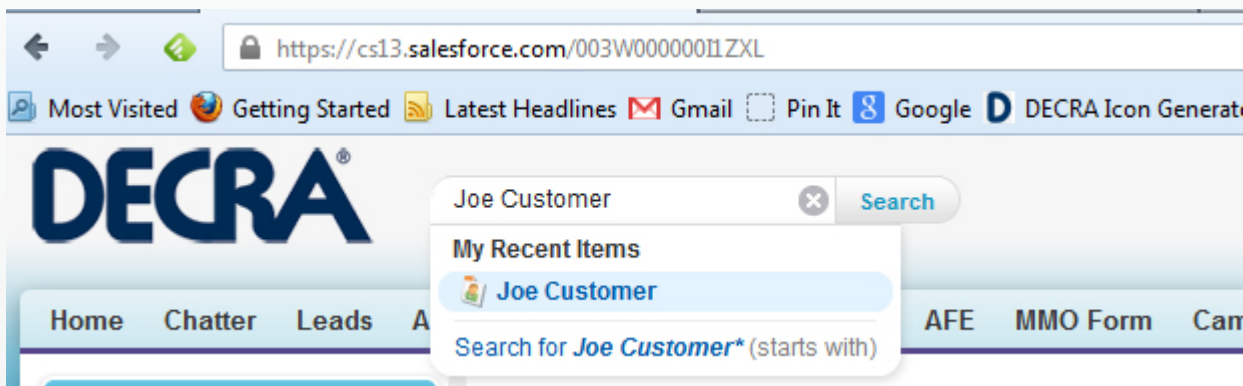 https://cs13.salesforce.com/003W000000I1ZXL
Most Visited Getting Started Latest Headlines Gmail Pin It Google DECRA Icon Generat
DECRA®
Joe Customer Search
My Recent Items
Joe Customer
Home Chatter Leads A AFE MMO Form Cam
Search for Joe Customer* (starts with)